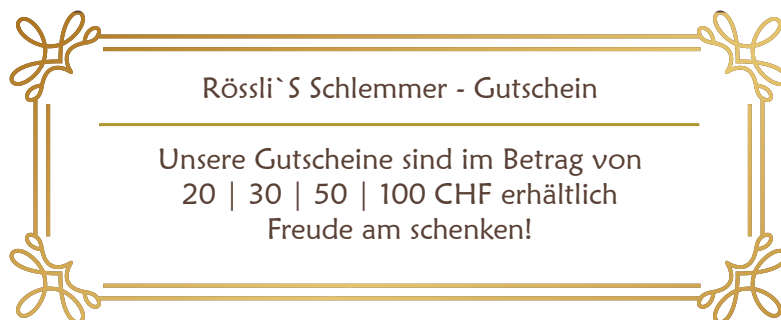 Rössli`S Schlemmer - Gutschein
Unsere Gutscheine sind im Betrag von
20 | 30 | 50 | 100 CHF erhältlich
Freude am schenken!